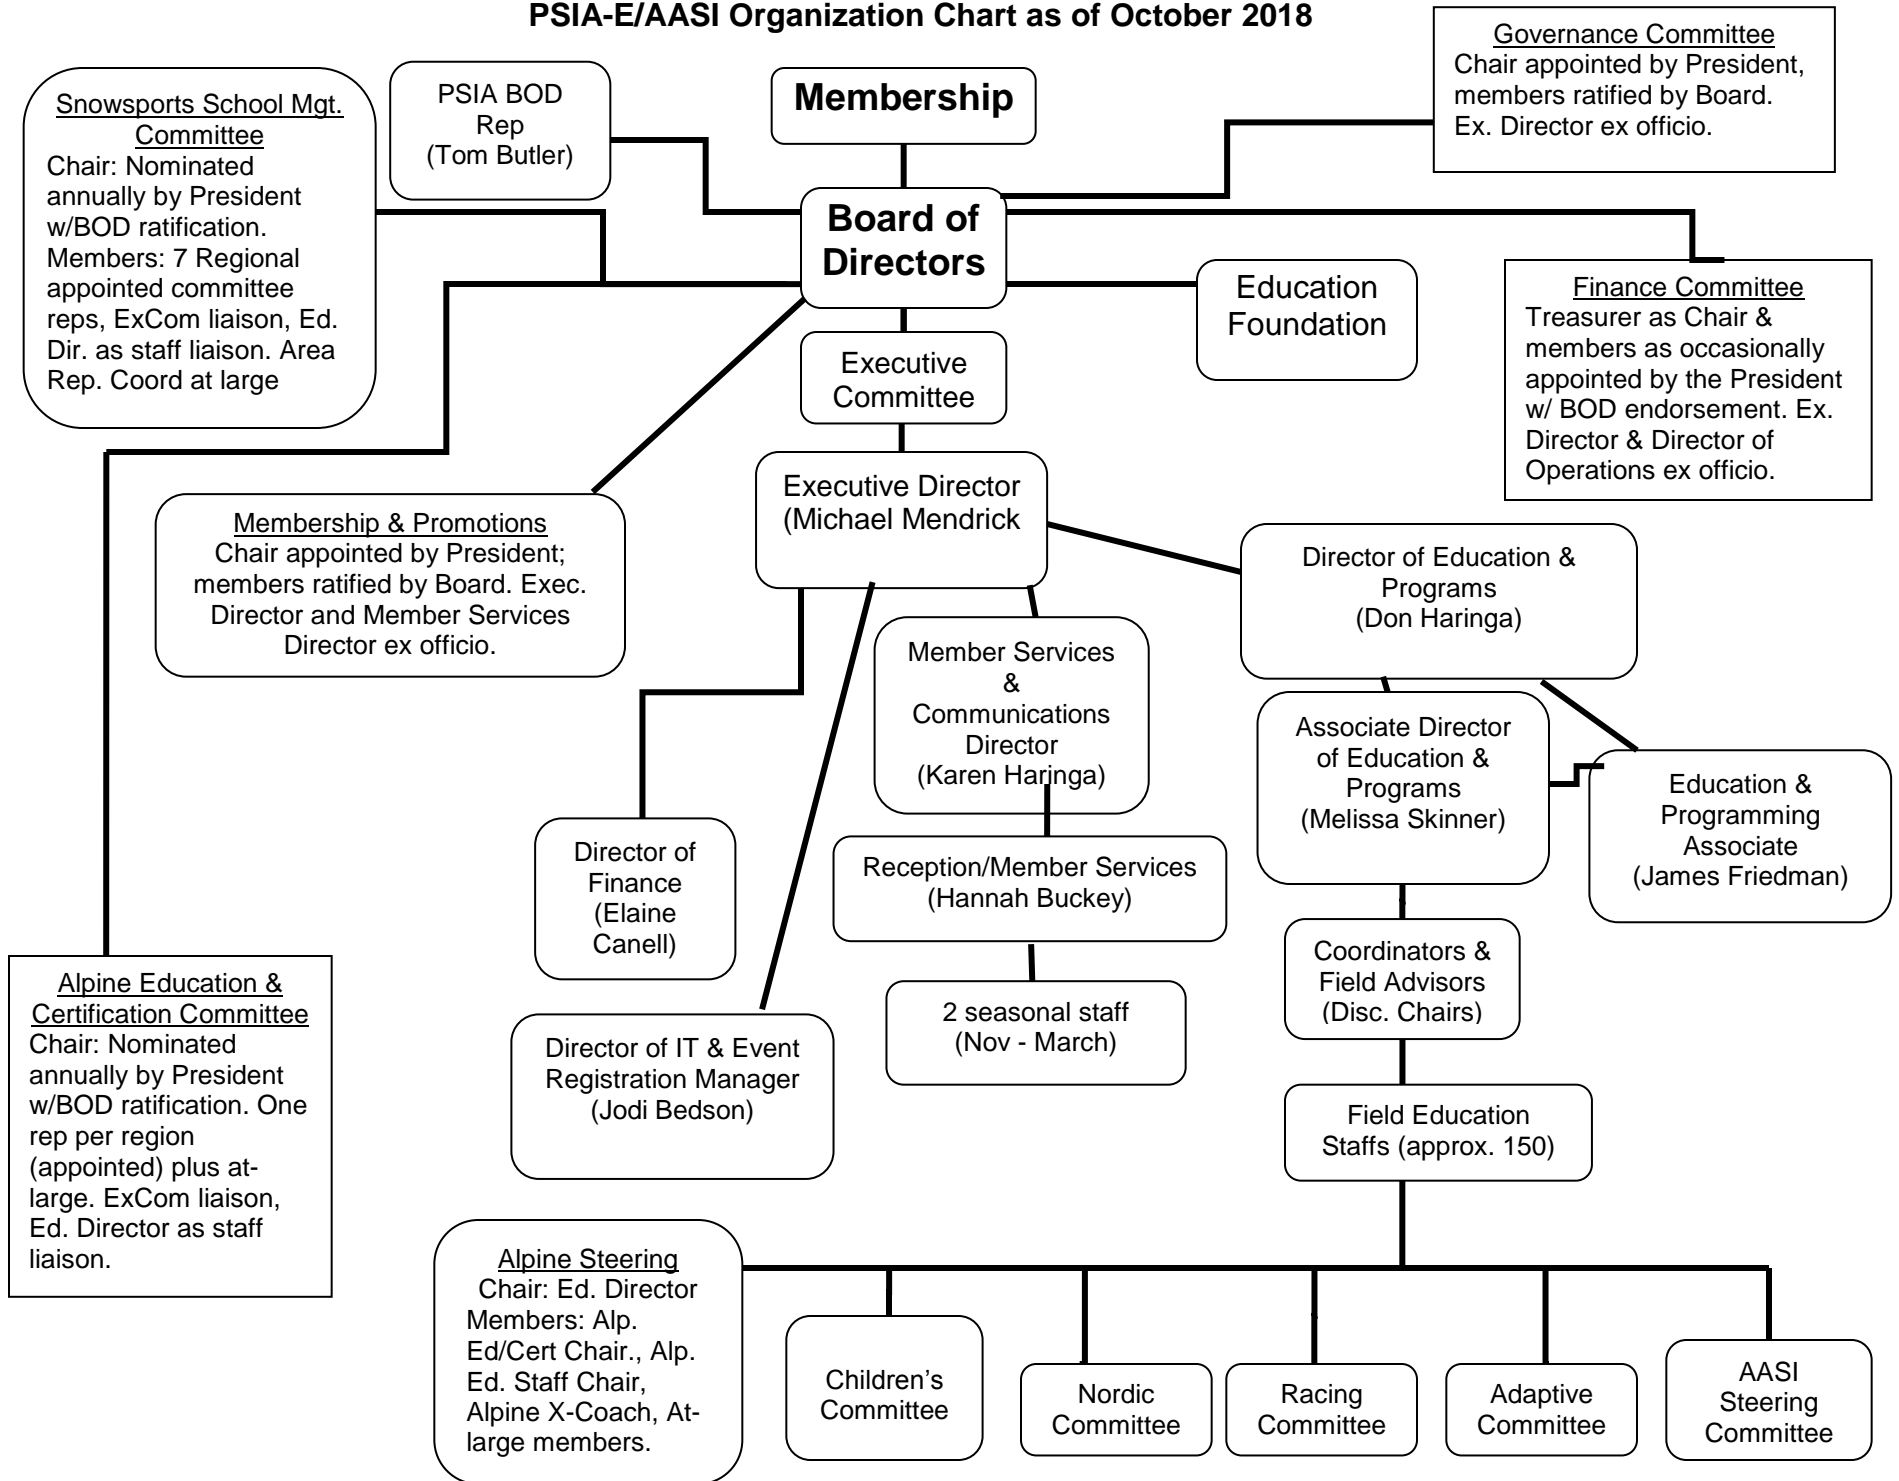 PSIA-E/AASI Organization Chart as of October 2018
Snowsports School Mgt.
Committee
Chair: Nominated
annually by President
w/BOD ratification.
Members: 7 Regional
appointed committee
reps, ExCom liaison, Ed.
Dir. as staff liaison. Area
Rep. Coord at large
PSIA BOD
Rep
(Tom Butler)
Membership
Governance Committee
Chair appointed by President,
members ratified by Board.
Ex. Director ex officio.
Board of
Directors
Education
Foundation
Finance Committee
Treasurer as Chair &
members as occasionally
appointed by the President
w/ BOD endorsement. Ex.
Director & Director of
Operations ex officio.
Executive
Committee
Executive Director
(Michael Mendrick
Membership & Promotions
Chair appointed by President;
members ratified by Board. Exec.
Director and Member Services
Director ex officio.
Director of Education &
Programs
(Don Haringa)
Member Services
&
Communications
Director
(Karen Haringa)
Associate Director
of Education &
Programs
(Melissa Skinner)
Education &
Programming
Associate
(James Friedman)
Director of
Finance
(Elaine
Canell)
Reception/Member Services
(Hannah Buckey)
Coordinators &
Field Advisors
(Disc. Chairs)
2 seasonal staff
(Nov - March)
Director of IT & Event
Registration Manager
(Jodi Bedson)
Alpine Education &
Certification Committee
Chair: Nominated
annually by President
w/BOD ratification. One
rep per region
(appointed) plus at-
large. ExCom liaison,
Ed. Director as staff
liaison.
Field Education
Staffs (approx. 150)
Alpine Steering
Chair: Ed. Director
Members: Alp.
Ed/Cert Chair., Alp.
Ed. Staff Chair,
Alpine X-Coach, At-
large members.
Children's
Committee
Nordic
Committee
Racing
Committee
Adaptive
Committee
AASI
Steering
Committee